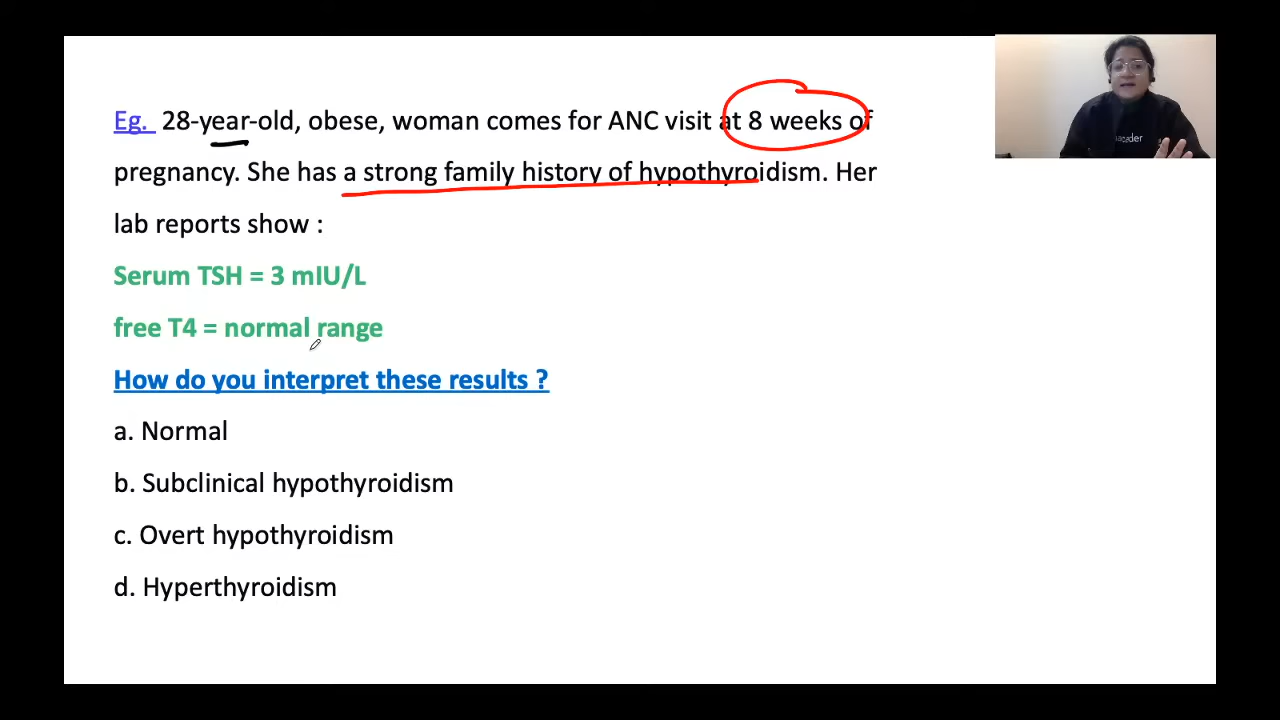 Eg. 28-year-old, obese, woman comes for ANC visit at 8 weeks of
pregnancy. She has a strong family history of hypothyroidism. Her
lab reports show :
Serum TSH = 3 mIU/L
free T4 = normal range
How do you interpret these results ?
a. Normal
b. Subclinical hypothyroidism
c. Overt hypothyroidism
d. Hyperthyroidism